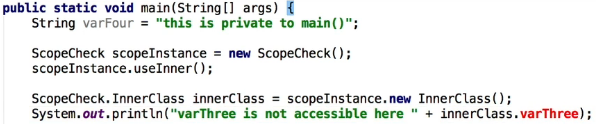 public static void main(String[] args) {
String varFour = "this is private to main()";
ScopeCheck scopeInstance = new ScopeCheck();
scopeInstance.useInner();
ScopeCheck.InnerClass innerClass = scopeInstance.new InnerClass();
System.out.println("varThree is not accessible here " + innerClass.varThree);